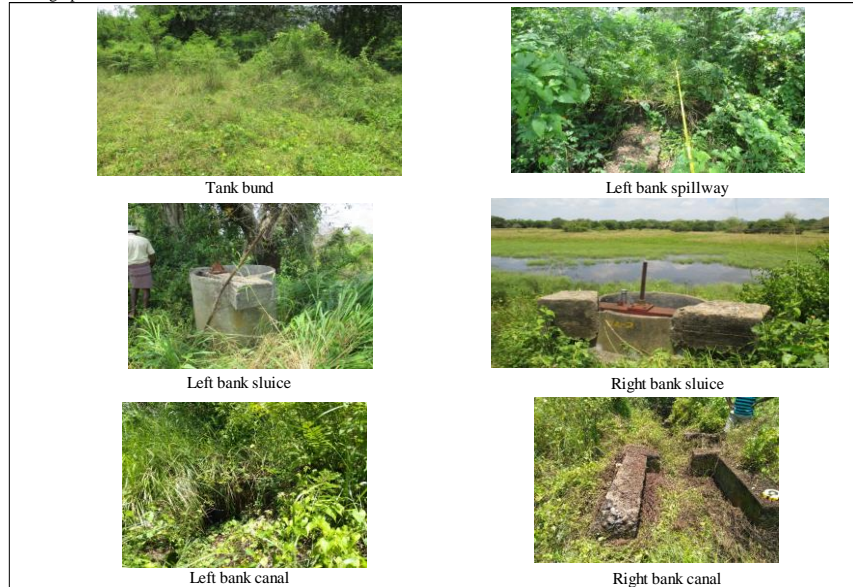 Tank bund
Left bank spillway
Left bank sluice
Right bank sluice
Left bank canal
Right bank canal